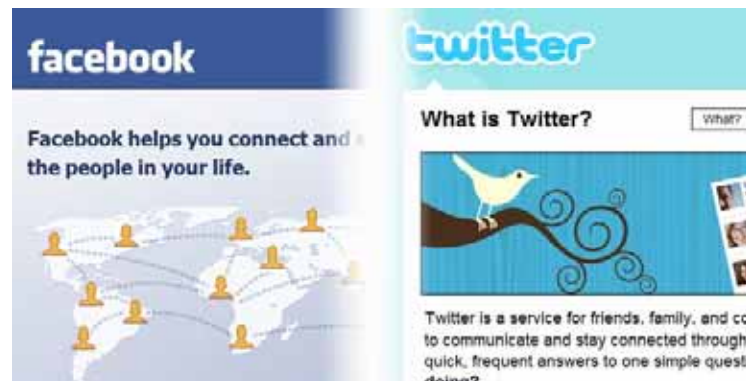 facebook
Facebook helps you connect and
the people in your life.
twitter
What is Twitter?
What?
Twitter is a service for friends, family, and co
to communicate and stay connected through
quick, frequent answers to one simple quest
doing?